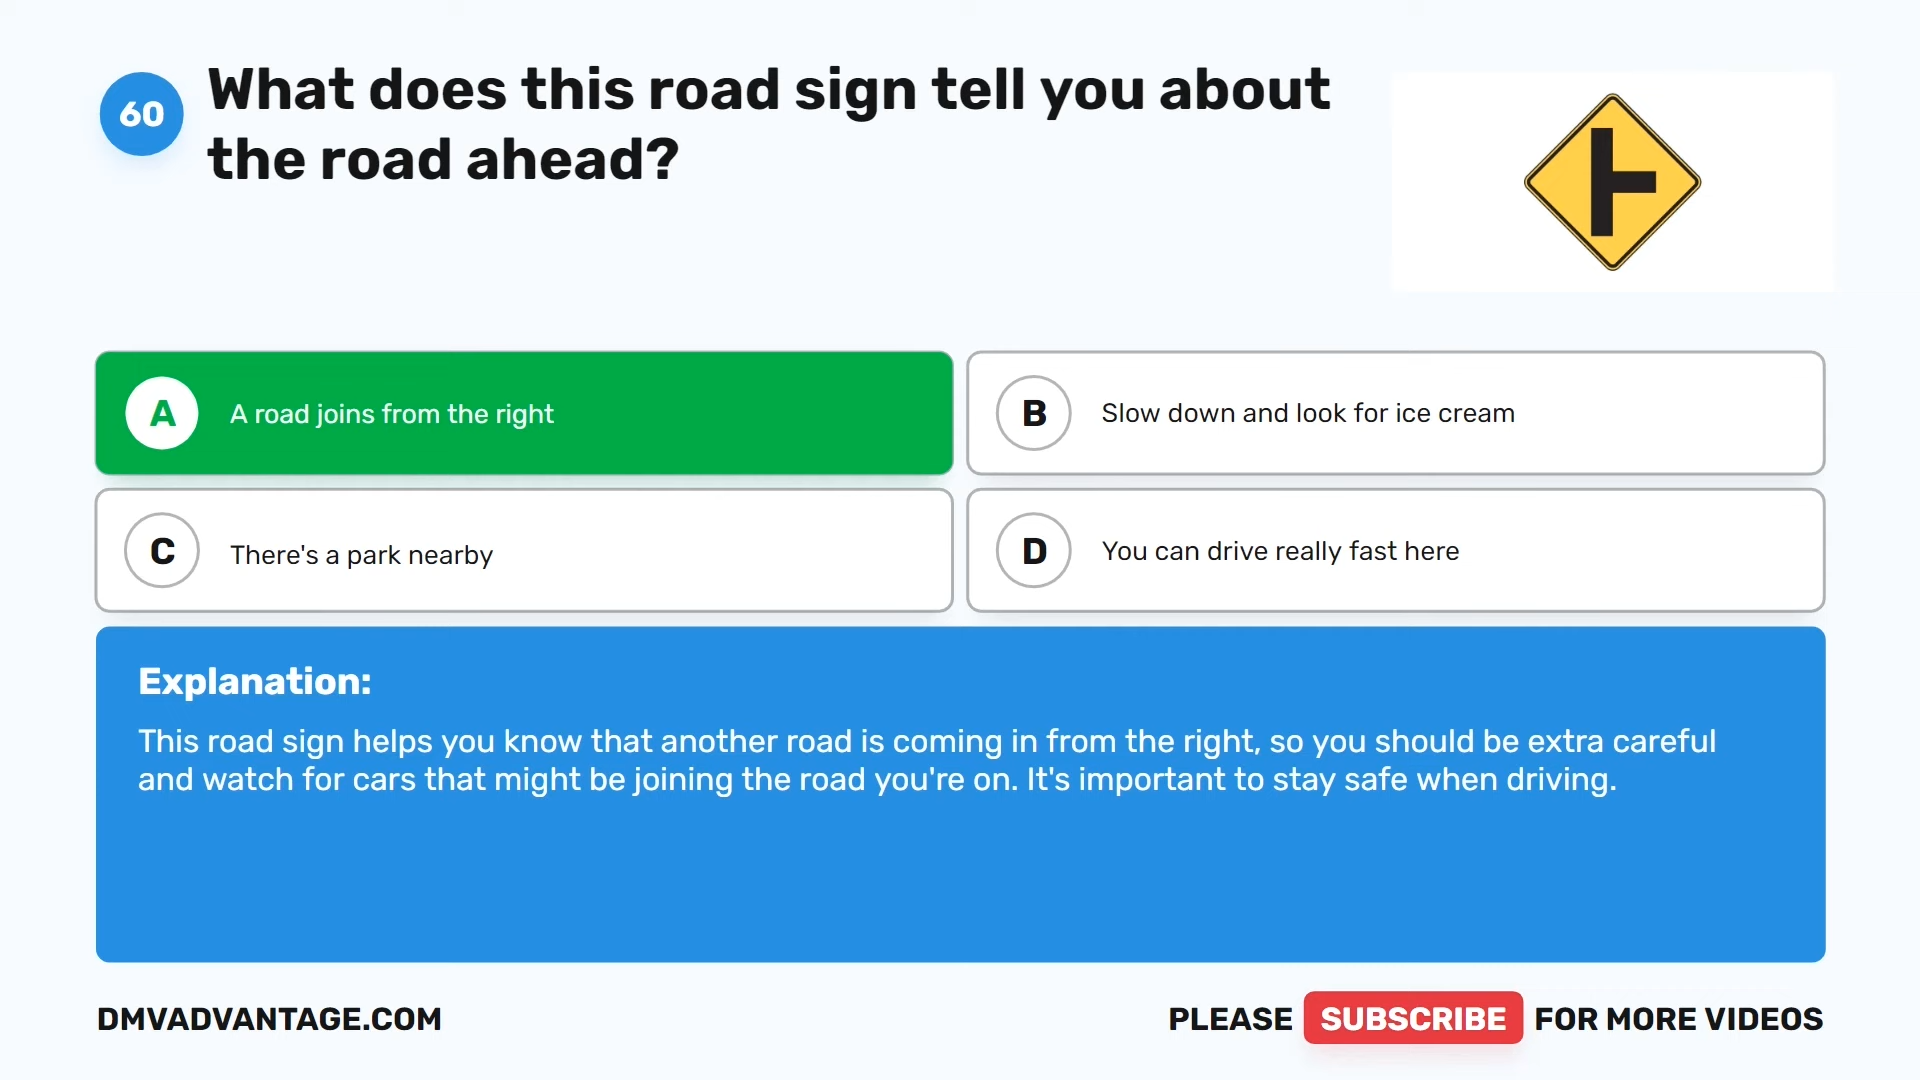 60
What does this road sign tell you about
the road ahead?
A
A road joins from the right
B
Slow down and look for ice cream
C
There's a park nearby
D
You can drive really fast here
Explanation:
This road sign helps you know that another road is coming in from the right, so you should be extra careful
and watch for cars that might be joining the road you're on. It's important to stay safe when driving.
DMVADVANTAGE.COM
PLEASE SUBSCRIBE FOR MORE VIDEOS